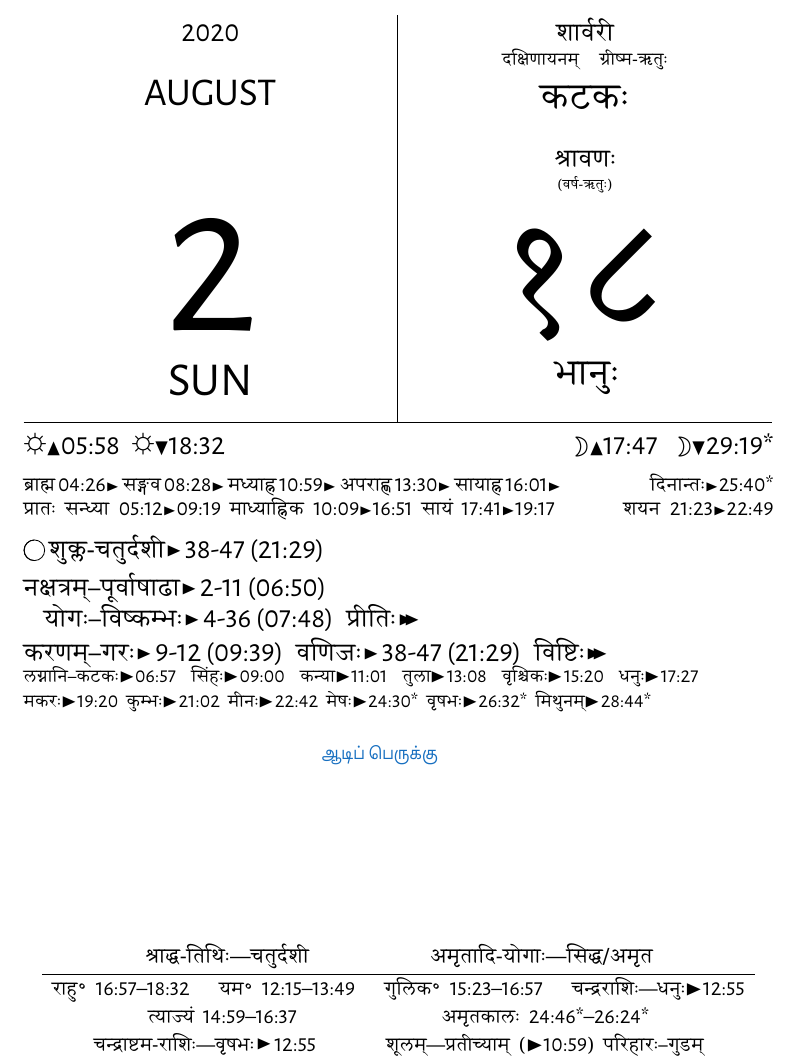 2020
AUGUST
2
SUN
शार्वरी
दक्षिणायनम् ग्रीष्म-ऋतुः
कटकः
श्रावणः
(वर्ष-ऋतुः)
१८
भानुः
☼▲05:58 ☼▼18:32 ☽▲17:47 ☽▼29:19*
ब्राह्म 04:26► सङ्गव 08:28► मध्याह्न 10:59► अपराह्ण 13:30► सायाह्न 16:01► दिनान्तः►25:40*
प्रातः सन्ध्या 05:12►09:19 माध्याह्निक 10:09►16:51 सायं 17:41►19:17 शयन 21:23►22:49
◯ शुक्ल-चतुर्दशी►38-47 (21:29)
नक्षत्रम्–पूर्वाषाढा►2-11 (06:50)
योगः–विष्कम्भः►4-36 (07:48) प्रीतिः►►
करणम्–गरः►9-12 (09:39) वणिजः►38-47 (21:29) विष्टिः►►
लग्नानि–कटकः►06:57 सिंहः►09:00 कन्या►11:01 तुला►13:08 वृश्चिकः►15:20 धनुः►17:27
मकरः►19:20 कुम्भः►21:02 मीनः►22:42 मेषः►24:30* वृषभः►26:32* मिथुनम्►28:44*
ஆடிப் பெருக்கு
श्राद्ध-तिथिः—चतुर्दशी अमृतादि-योगाः—सिद्ध/अमृत
राहु° 16:57–18:32 यम° 12:15–13:49 गुलिक° 15:23–16:57 चन्द्रराशिः—धनुः►12:55
त्याज्यं 14:59–16:37 अमृतकालः 24:46*–26:24*
चन्द्राष्टम-राशिः—वृषभः►12:55 शूलम्—प्रतीच्याम् (►10:59) परिहारः–गुडम्